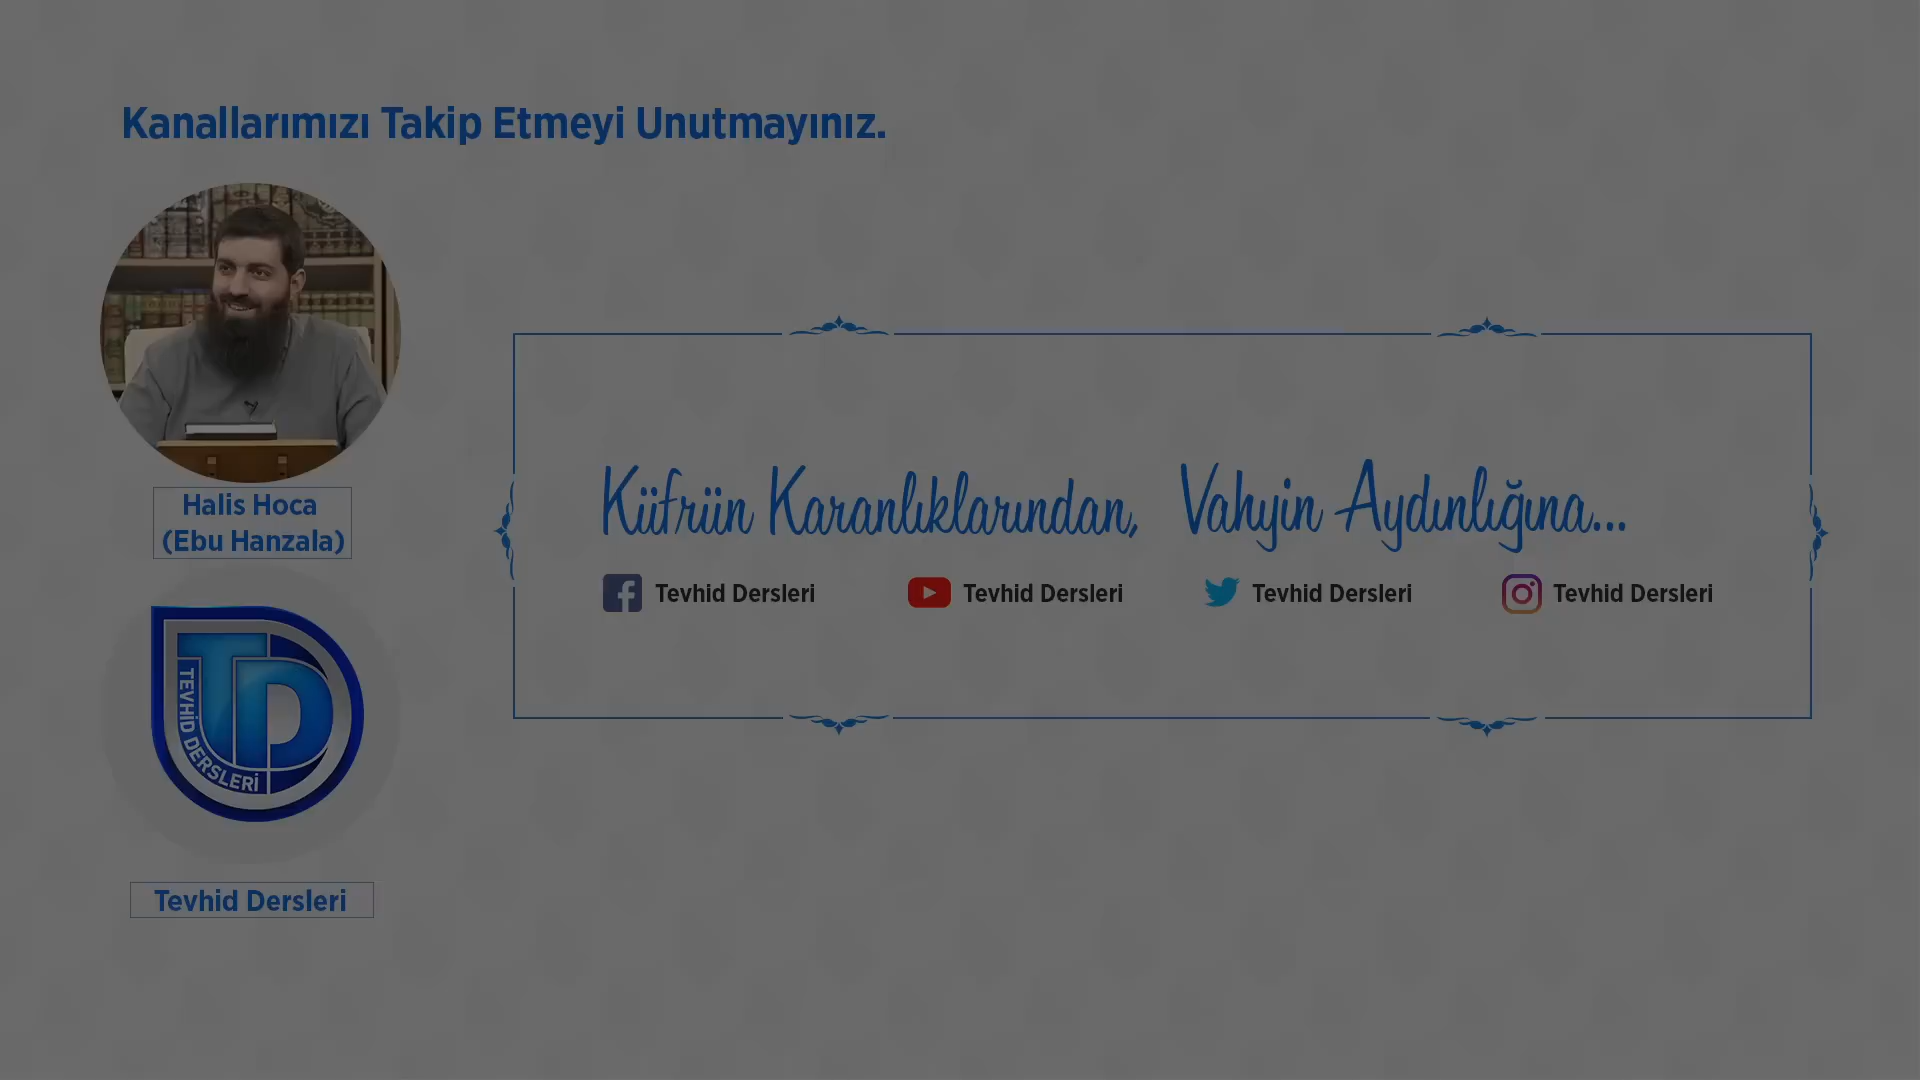 Kanallarımızı Takip Etmeyi Unutmayınız.
Halis Hoca
(Ebu Hanzala)
Küfrün Karanlıklarından, Vahyin Aydınlığına...
Tevhid Dersleri Tevhid Dersleri Tevhid Dersleri Tevhid Dersleri
TD
TEVHİD DERSLERİ
Tevhid Dersleri